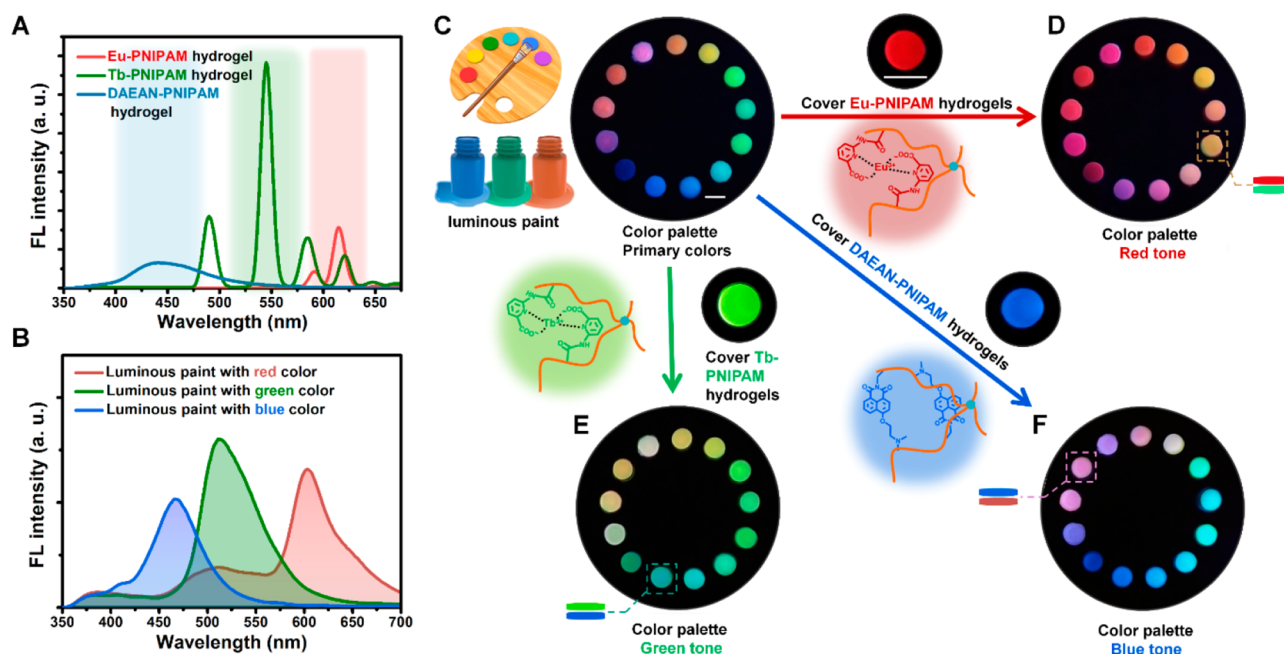 A
FL intensity (a. u.)
Eu-PNIPAM hydrogel
Tb-PNIPAM hydrogel
DAEAN-PNIPAM
hydrogel
350 400 450 500 550 600 650
Wavelength (nm)
B
FL intensity (a. u.)
Luminous paint with red color
Luminous paint with green color
Luminous paint with blue color
350 400 450 500 550 600 650 700
Wavelength (nm)
C
luminous paint
Color palette
Primary colors
Cover Eu-PNIPAM hydrogels
D
Color palette
Red tone
Cover DAEAN-PNIPAM hydrogels
Cover Tb-
PNIPAM
hydrogels
E
Color palette
Green tone
F
Color palette
Blue tone